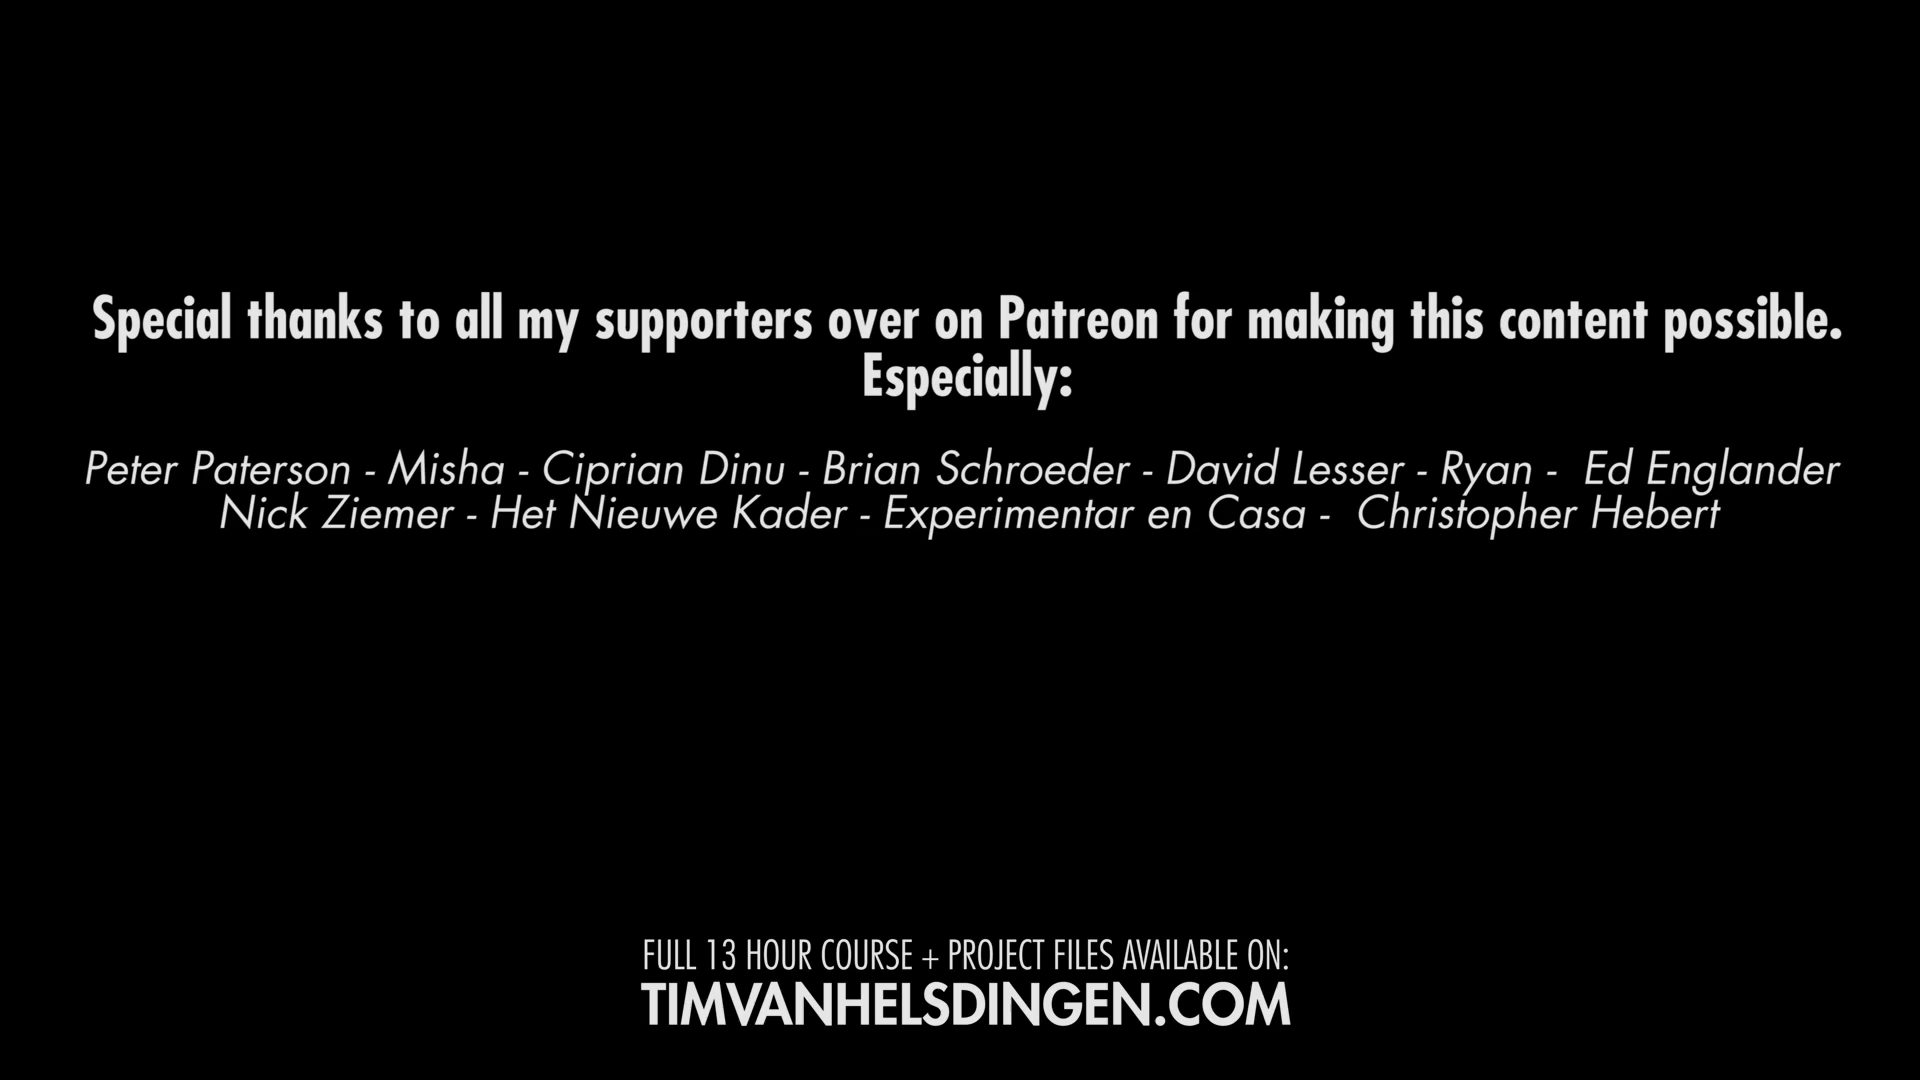 Special thanks to all my supporters over on Patreon for making this content possible.
Especially:
Peter Paterson - Misha - Ciprian Dinu - Brian Schroeder - David Lesser - Ryan -  Ed Englander
Nick Ziemer - Het Nieuwe Kader - Experimentar en Casa -  Christopher Hebert
FULL 13 HOUR COURSE + PROJECT FILES AVAILABLE ON:
TIMVANHELSDINGEN.COM